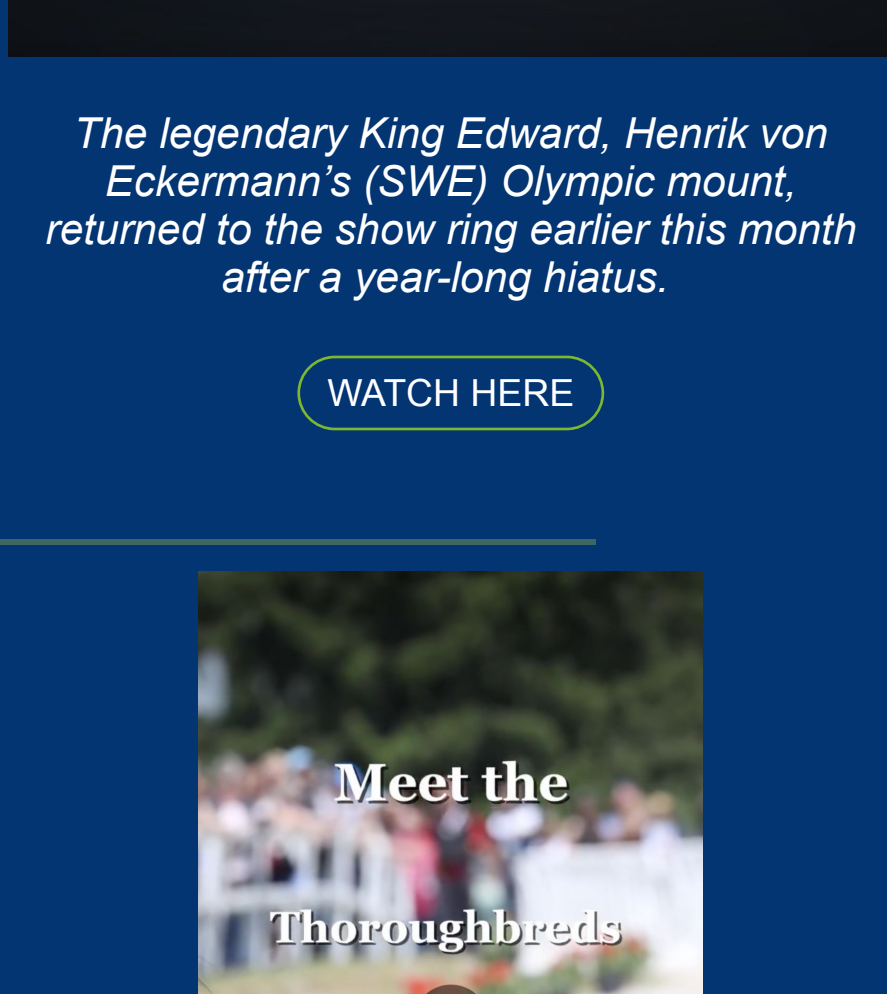 The legendary King Edward, Henrik von
Eckermann’s (SWE) Olympic mount,
returned to the show ring earlier this month
after a year-long hiatus.
WATCH HERE
Meet the
Thoroughbreds